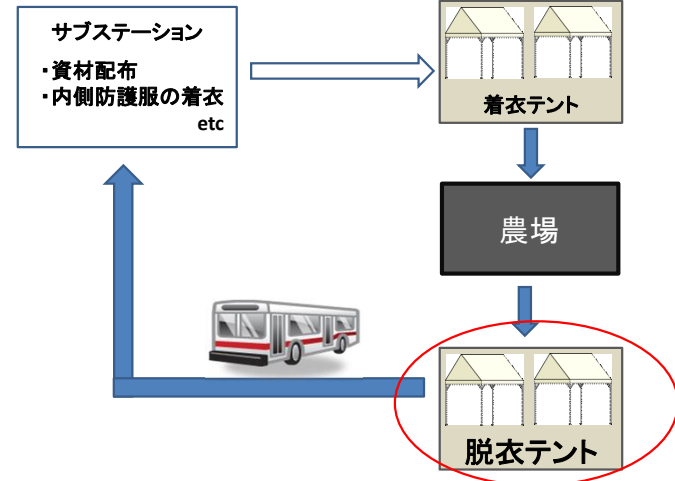 サブステーション
・資材配布
・内側防護服の着衣
etc
着衣テント
農場
脱衣テント